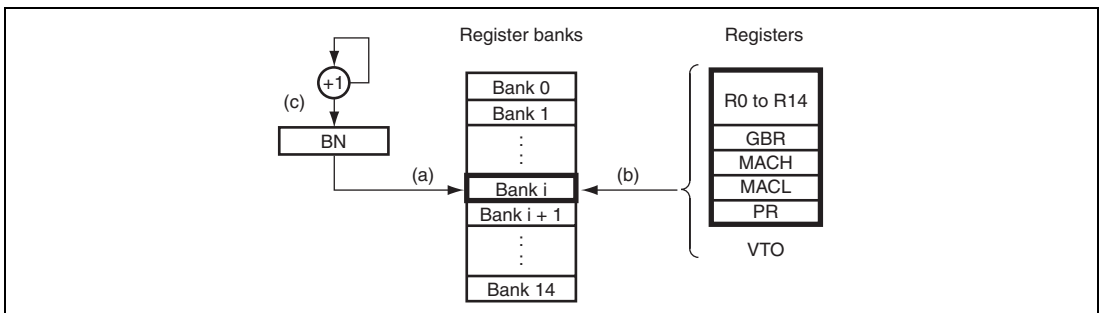 Register banks
Registers
+1
(c)
BN
(a)
Bank 0
Bank 1
:
:
Bank i
Bank i + 1
:
:
Bank 14
(b)
R0 to R14
GBR
MACH
MACL
PR
VTO